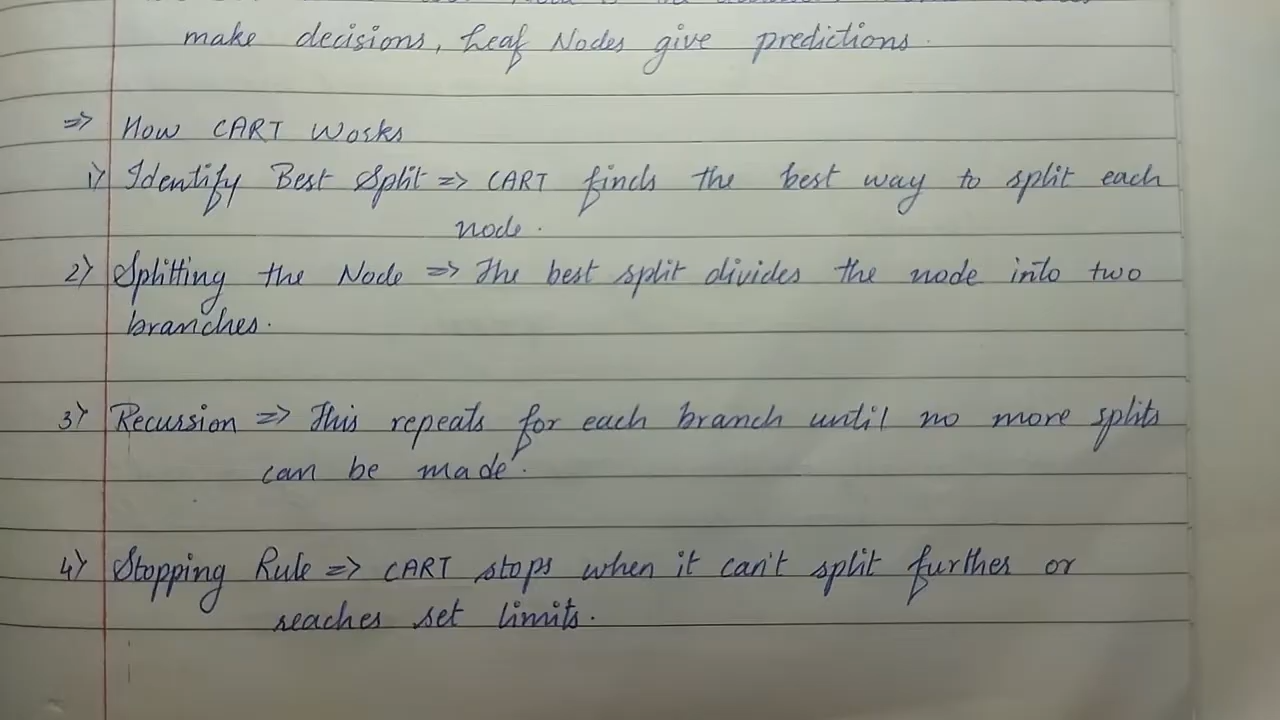 make decisions, Leaf Nodes give predictions.
⇒ How CART Works
1) Identify Best Split => CART finds the best way to split each
node.
2) Splitting the Node => The best split divides the node into two
branches.
3) Recussion => This repeats for each branch until no more splits
can be made.
4) Stopping Rule => CART stops when it can't split further or
reaches set limits.